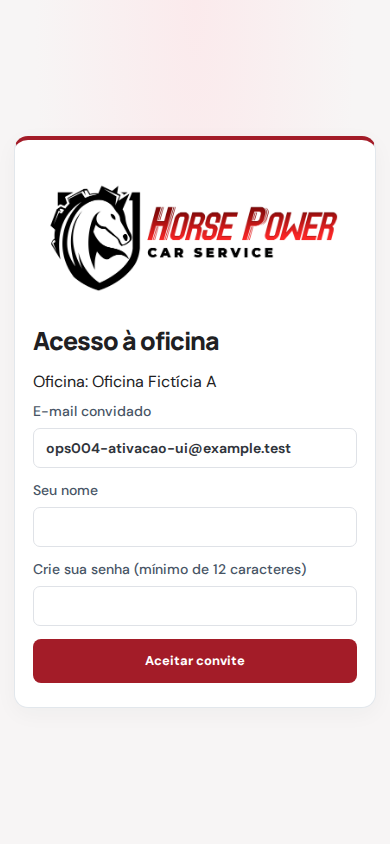 HORSE POWER
CAR SERVICE
Acesso à oficina
Oficina: Oficina Fictícia A
E-mail convidado
ops004-ativacao-ui@example.test
Seu nome
Crie sua senha (mínimo de 12 caracteres)
Aceitar convite